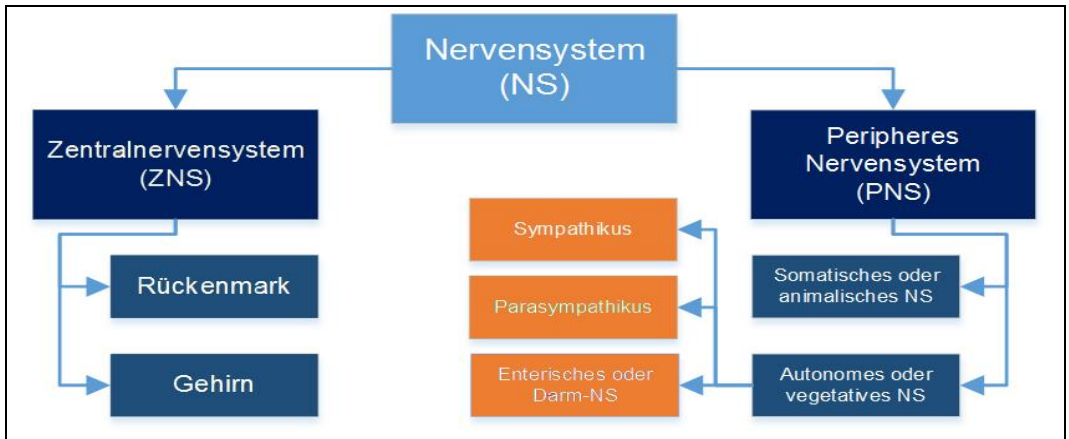 Nervensystem
(NS)
Zentralnervensystem
(ZNS)
Rückenmark
Gehirn
Peripheres
Nervensystem
(PNS)
Somatisches oder
animalisches NS
Autonomes oder
vegetatives NS
Sympathikus
Parasympathikus
Enterisches oder
Darm-NS